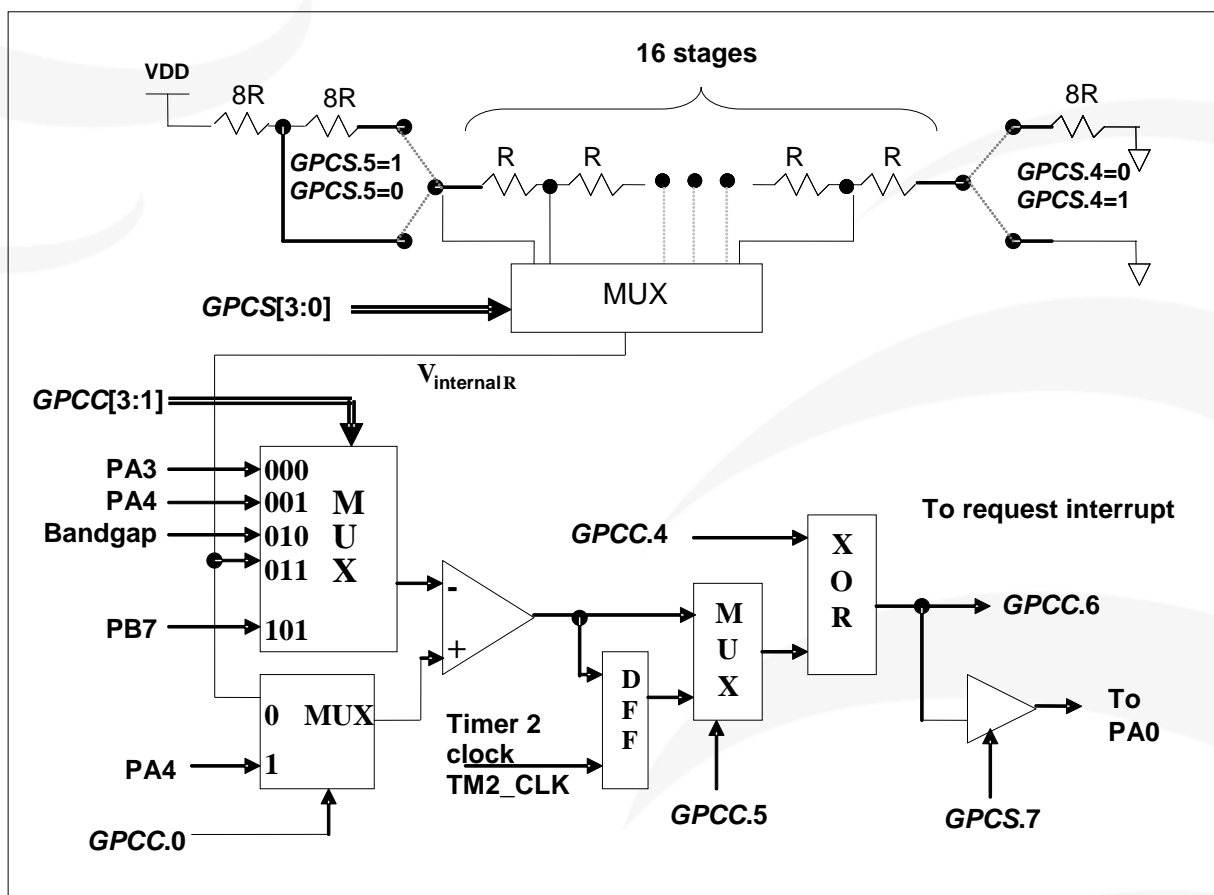 16 stages
VDD
8R
8R
8R
R
R
R
R
GPCS.5=1
GPCS.5=0
GPCS.4=0
GPCS.4=1
MUX
GPCS[3:0]
VinternalR
GPCC[3:1]
PA3
000
PA4
001
Bandgap
010
011
PB7
101
M
U
X
-
+
0
MUX
PA4
1
GPCC.0
Timer 2
clock
TM2_CLK
D
F
F
M
U
X
GPCC.5
GPCC.4
X
O
R
To request interrupt
GPCC.6
To
PA0
GPCS.7